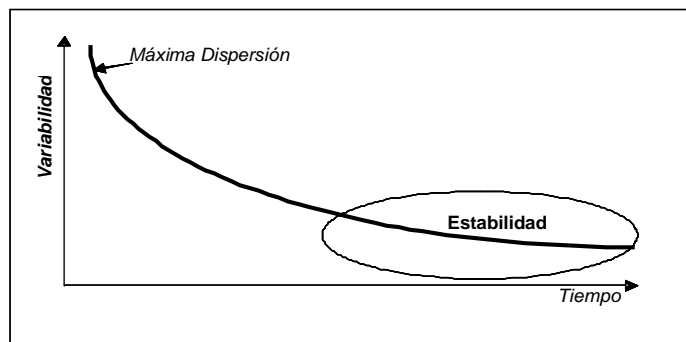 Máxima Dispersión
Variabilidad
Estabilidad
Tiempo